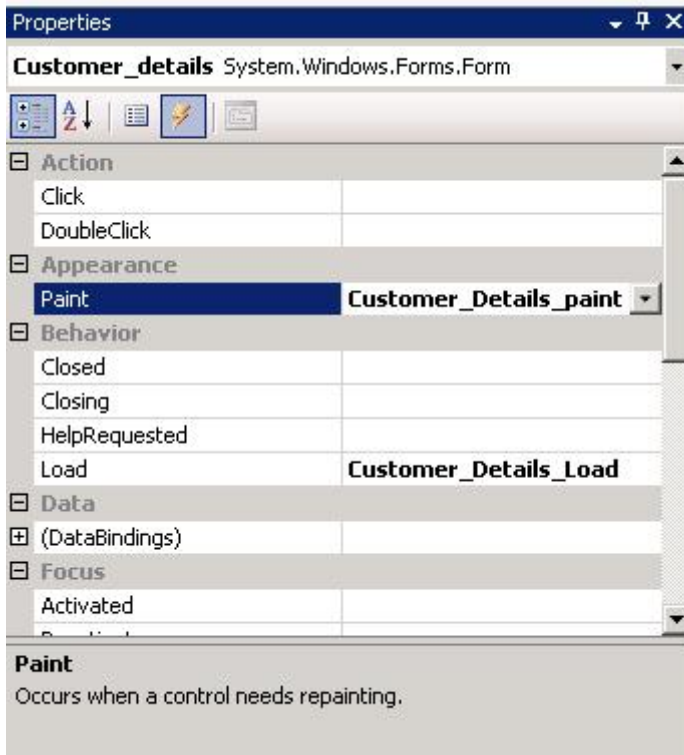 Properties
Customer_details System.Windows.Forms.Form
Action
Click
DoubleClick
Appearance
Paint Customer_Details_paint
Behavior
Closed
Closing
HelpRequested
Load Customer_Details_Load
Data
(DataBindings)
Focus
Activated
Paint
Occurs when a control needs repainting.